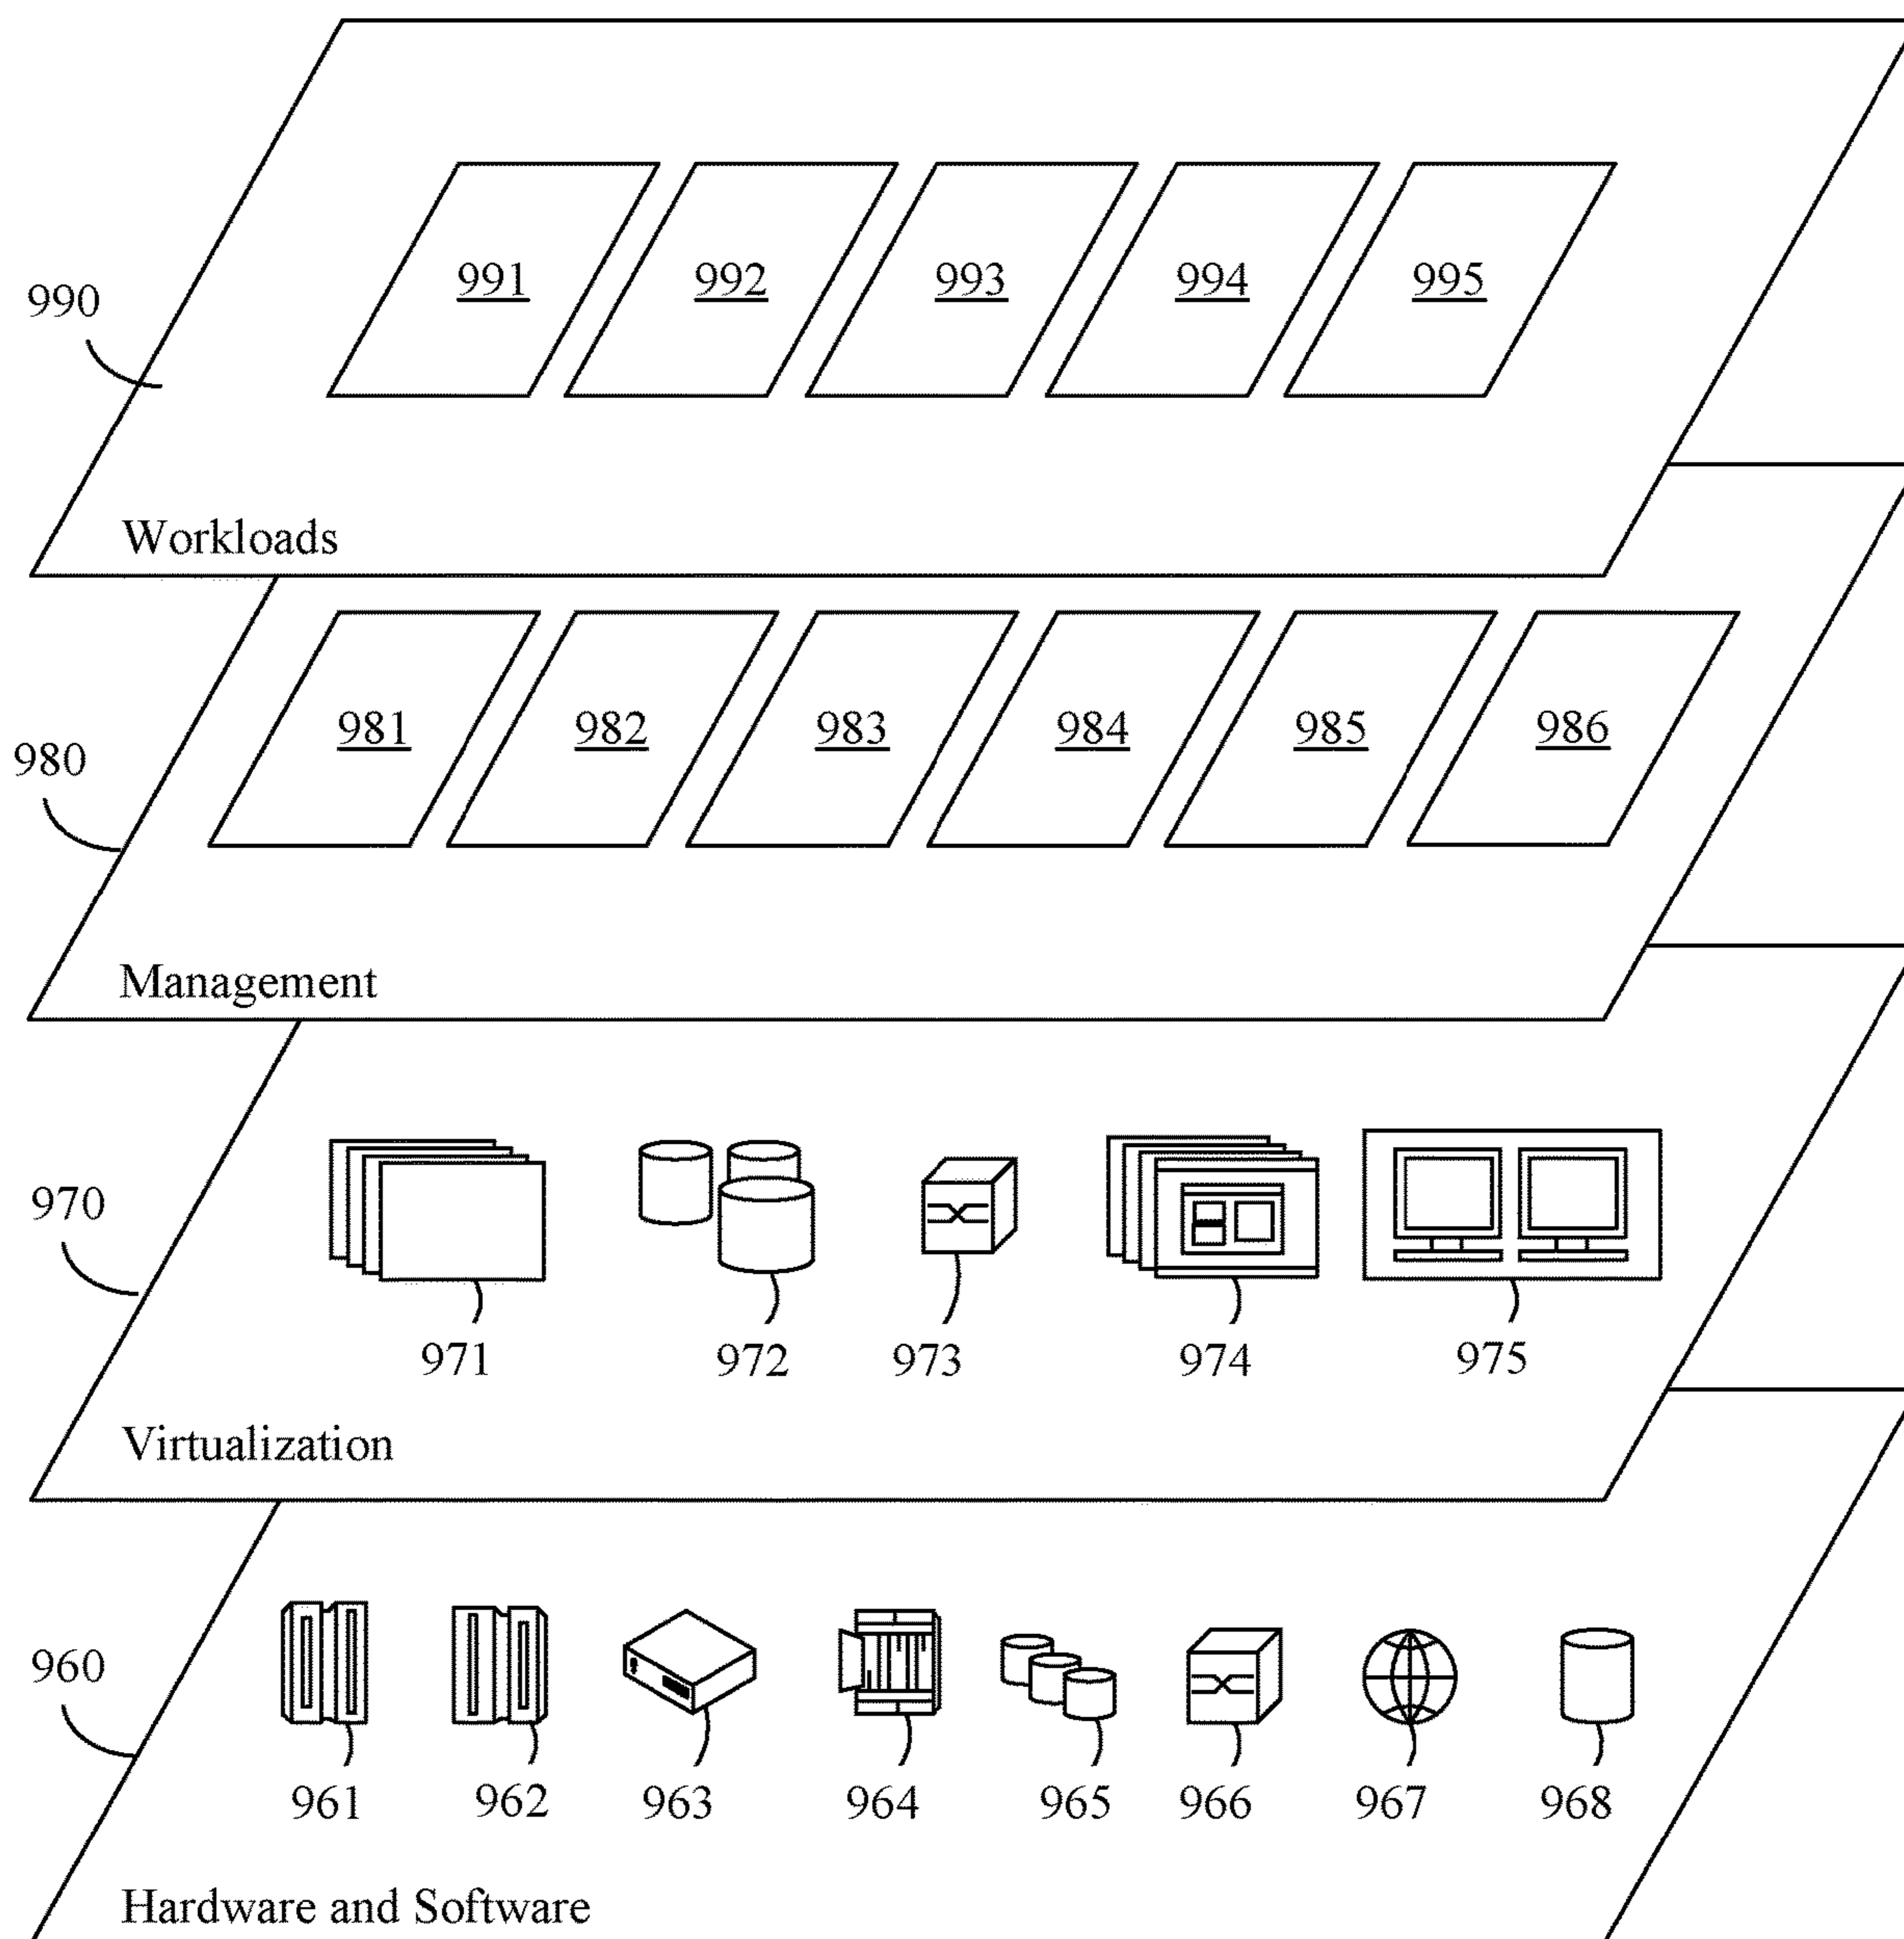 991 992 993 994 995
990
Workloads
981 982 983 984 985 986
980
Management
970
971 972 973 974 975
Virtualization
960
961 962 963 964 965 966 967 968
Hardware and Software